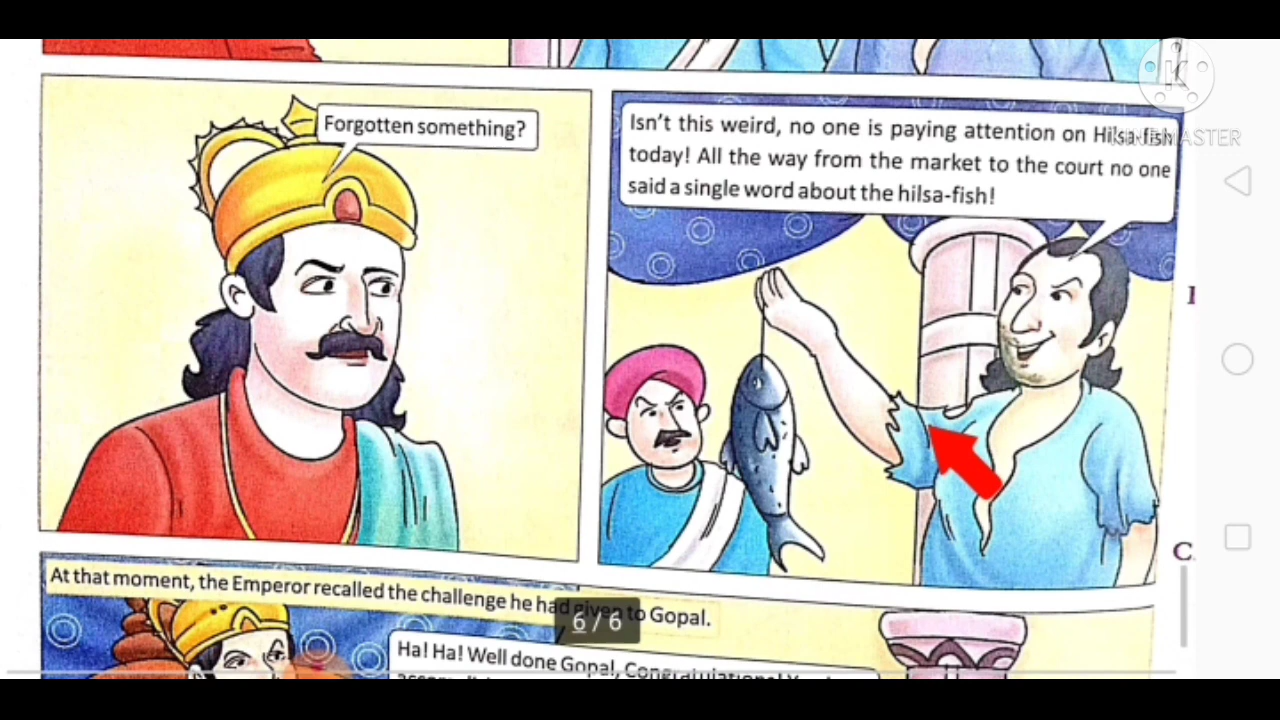 Forgotten something?
Isn't this weird, no one is paying attention on Hilsa-fish
today! All the way from the market to the court no one
said a single word about the hilsa-fish!
KINEMASTER
C
At that moment, the Emperor recalled the challenge he had given to Gopal.
6 / 6
Ha! Ha! Well done Gopal, Congratulations!